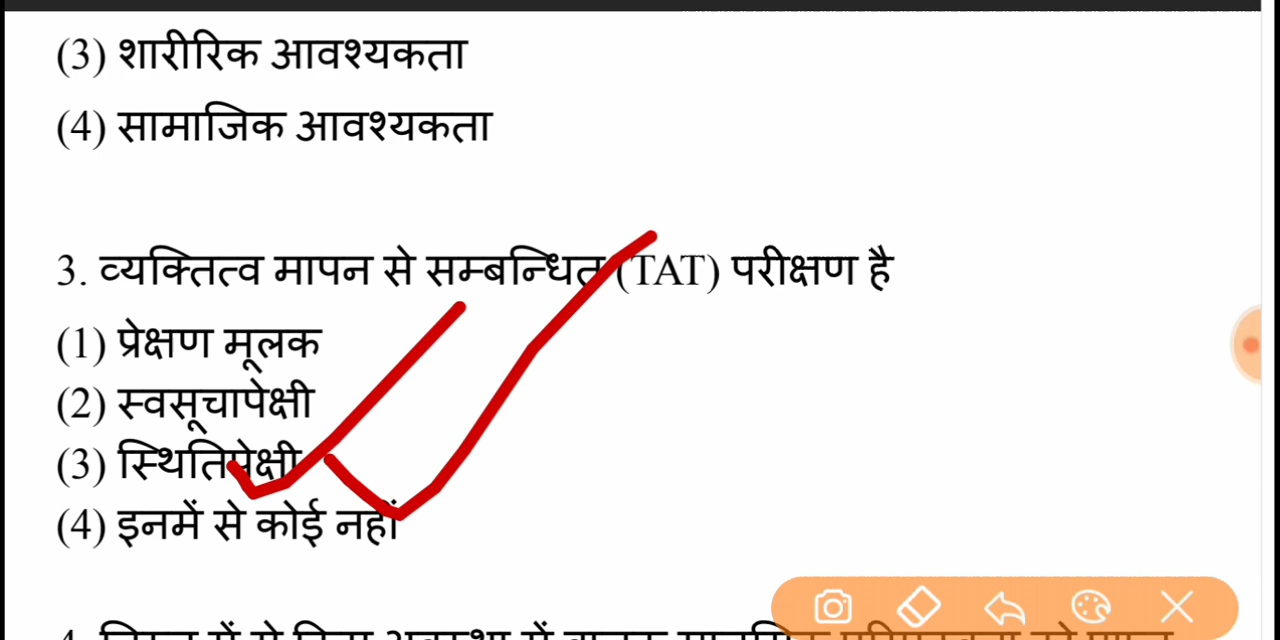 (3) शारीरिक आवश्यकता
(4) सामाजिक आवश्यकता
3. व्यक्तित्व मापन से सम्बन्धित (TAT) परीक्षण है
(1) प्रेक्षण मूलक
(2) स्वसूचापेक्षी
(3) स्थितिपेक्षी
(4) इनमें से कोई नहीं